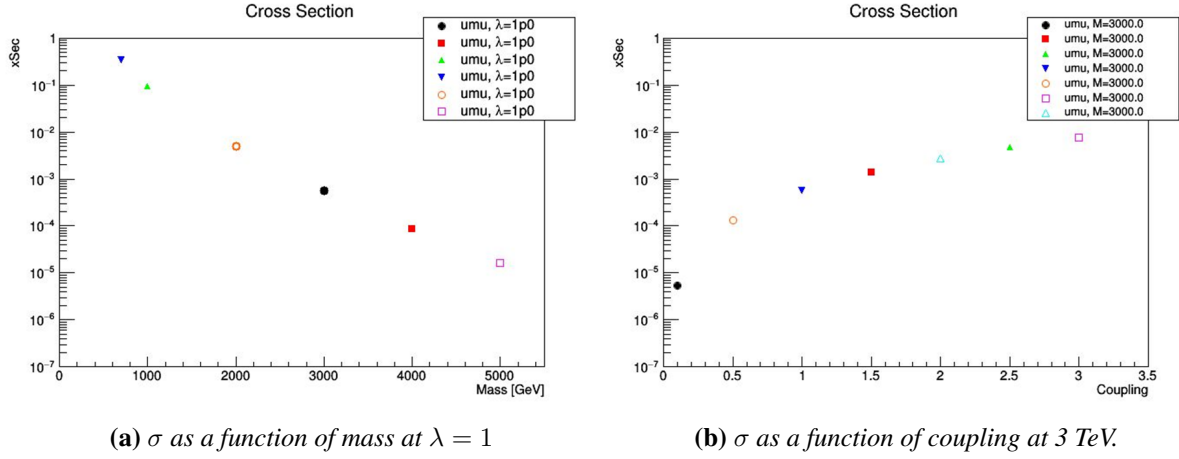 Cross Section
xSec
1
10⁻¹
10⁻²
10⁻³
10⁻⁴
10⁻⁵
10⁻⁶
10⁻⁷
0 1000 2000 3000 4000 5000
Mass [GeV]
umu, λ=1p0
umu, λ=1p0
umu, λ=1p0
umu, λ=1p0
umu, λ=1p0
umu, λ=1p0
(a) σ as a function of mass at λ = 1
Cross Section
xSec
1
10⁻¹
10⁻²
10⁻³
10⁻⁴
10⁻⁵
10⁻⁶
10⁻⁷
0 0.5 1 1.5 2 2.5 3 3.5
Coupling
umu, M=3000.0
umu, M=3000.0
umu, M=3000.0
umu, M=3000.0
umu, M=3000.0
umu, M=3000.0
umu, M=3000.0
(b) σ as a function of coupling at 3 TeV.